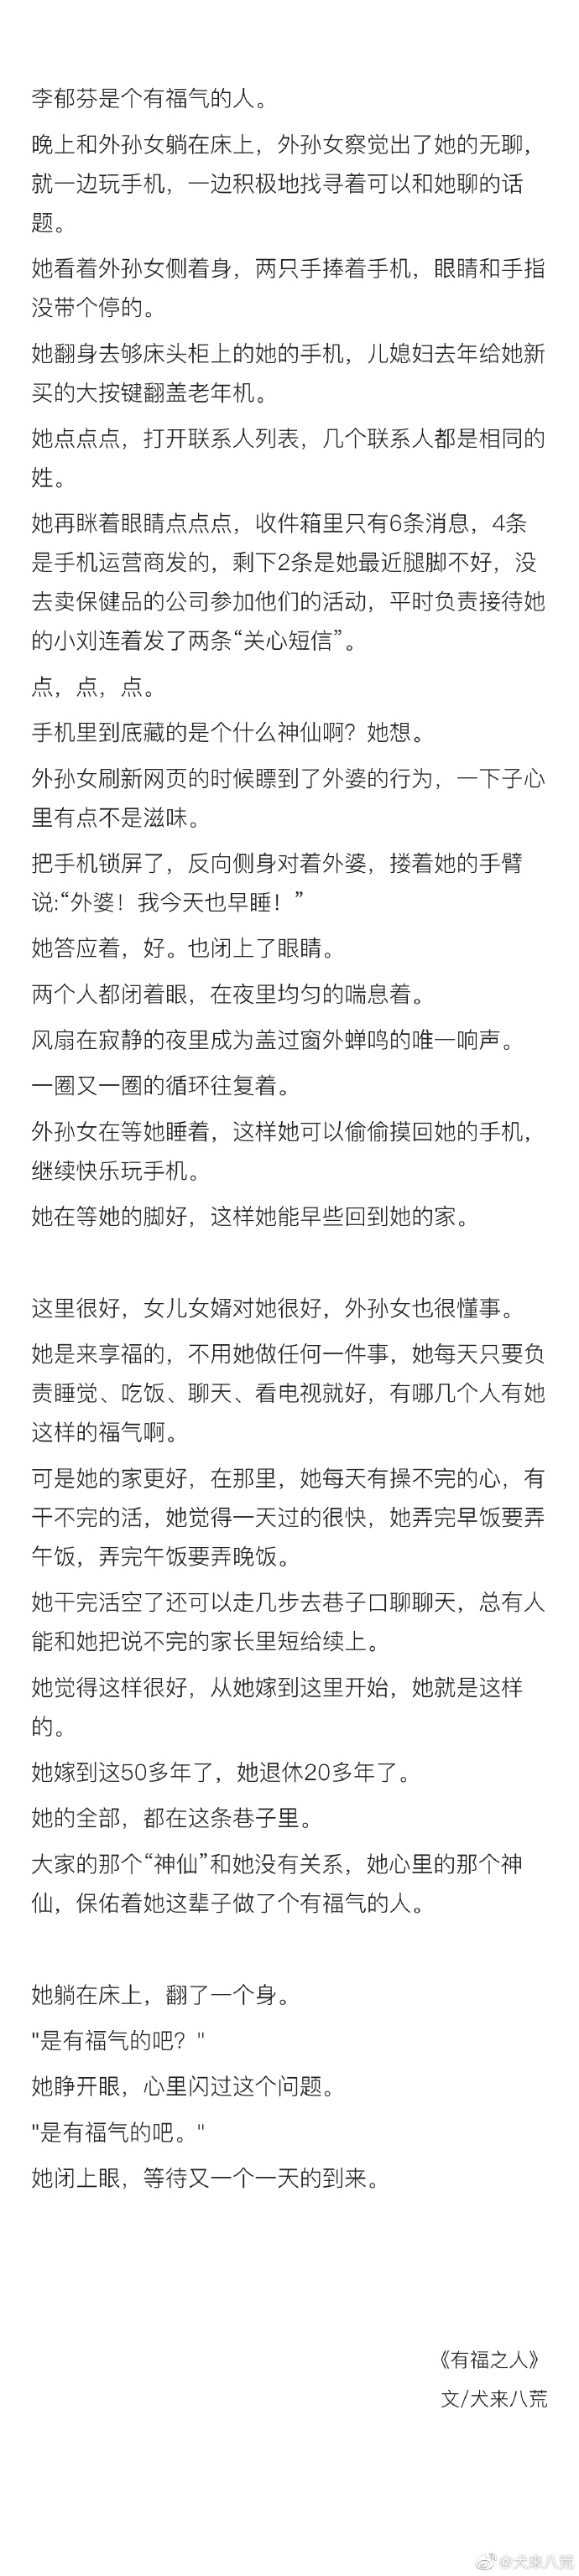 李郁芬是个有福气的人。
晚上和外孙女躺在床上，外孙女察觉出了她的无聊，
就一边玩手机，一边积极地找寻着可以和她聊的话
题。
她看着外孙女侧着身，两只手捧着手机，眼睛和手指
没带个停的。
她翻身去够床头柜上的她的手机，儿媳妇去年给她新
买的大按键翻盖老年机。
她点点点，打开联系人列表，几个联系人都是相同的
姓。
她再眯着眼睛点点点，收件箱里只有6条消息，4条
是手机运营商发的，剩下2条是她最近腿脚不好，没
去卖保健品的公司参加他们的活动，平时负责接待她
的小刘连着发了两条“关心短信”。
点，点，点。
手机里到底藏的是个什么神仙啊？她想。
外孙女刷新网页的时候瞟到了外婆的行为，一下子心
里有点不是滋味。
把手机锁屏了，反向侧身对着外婆，搂着她的手臂
说:“外婆！我今天也早睡！”
她答应着，好。也闭上了眼睛。
两个人都闭着眼，在夜里均匀的喘息着。
风扇在寂静的夜里成为盖过窗外蝉鸣的唯一响声。
一圈又一圈的循环往复着。
外孙女在等她睡着，这样她可以偷偷摸回她的手机，
继续快乐玩手机。
她在等她的脚好，这样她能早些回到她的家。
这里很好，女儿女婿对她很好，外孙女也很懂事。
她是来享福的，不用她做任何一件事，她每天只要负
责睡觉、吃饭、聊天、看电视就好，有哪几个人有她
这样的福气啊。
可是她的家更好，在那里，她每天有操不完的心，有
干不完的活，她觉得一天过的很快，她弄完早饭要弄
午饭，弄完午饭要弄晚饭。
她干完活空了还可以走几步去巷子口聊聊天，总有人
能和她把说不完的家长里短给续上。
她觉得这样很好，从她嫁到这里开始，她就是这样
的。
她嫁到这50多年了，她退休20多年了。
她的全部，都在这条巷子里。
大家的那个“神仙”和她没有关系，她心里的那个神
仙，保佑着她这辈子做了个有福气的人。
她躺在床上，翻了一个身。
"是有福气的吧？"
她睁开眼，心里闪过这个问题。
"是有福气的吧。"
她闭上眼，等待又一个一天的到来。
《有福之人》
文/犬来八荒
@犬来八荒